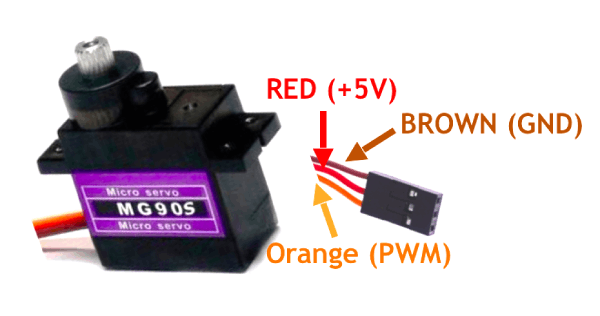 RED (+5V)
BROWN (GND)
Micro servo
MG90S
Micro servo
Orange (PWM)